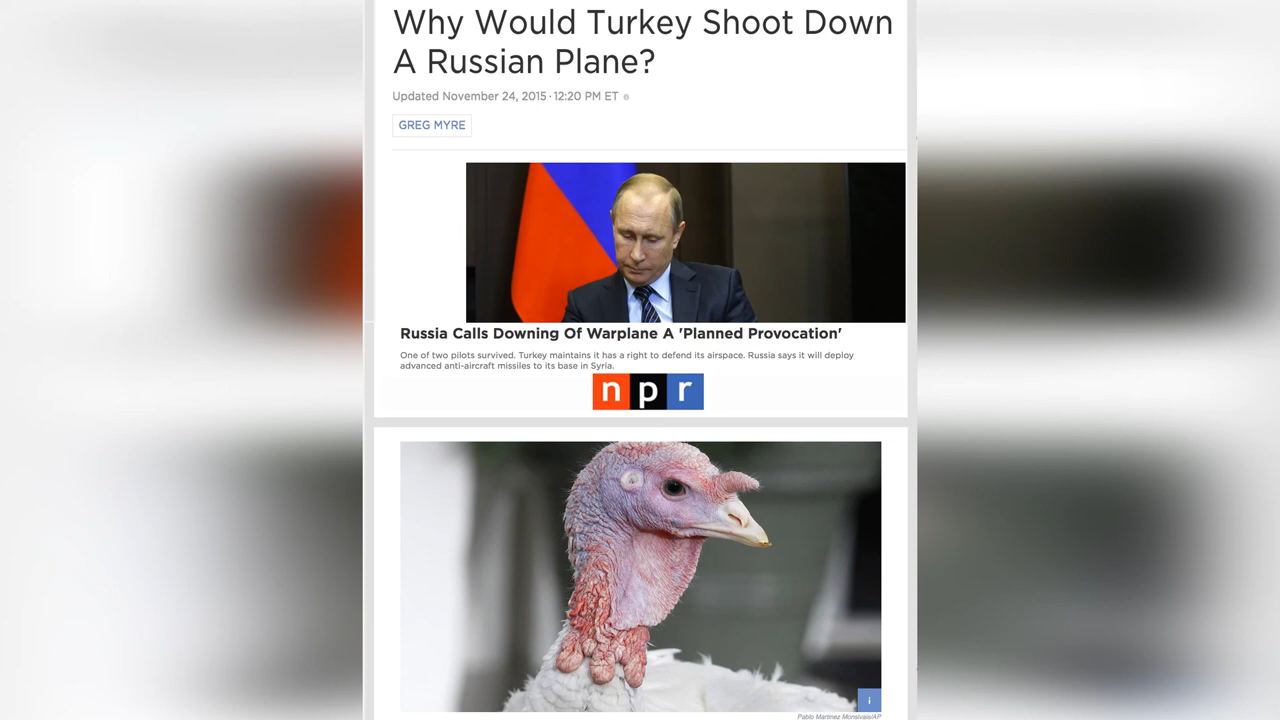 Why Would Turkey Shoot Down
A Russian Plane?
Updated November 24, 2015 · 12:20 PM ET
GREG MYRE
Russia Calls Downing Of Warplane A 'Planned Provocation'
One of two pilots survived. Turkey maintains it has a right to defend its airspace. Russia says it will deploy
advanced anti-aircraft missiles to its base in Syria.
npr
i
Pablo Martinez Monsivais/AP